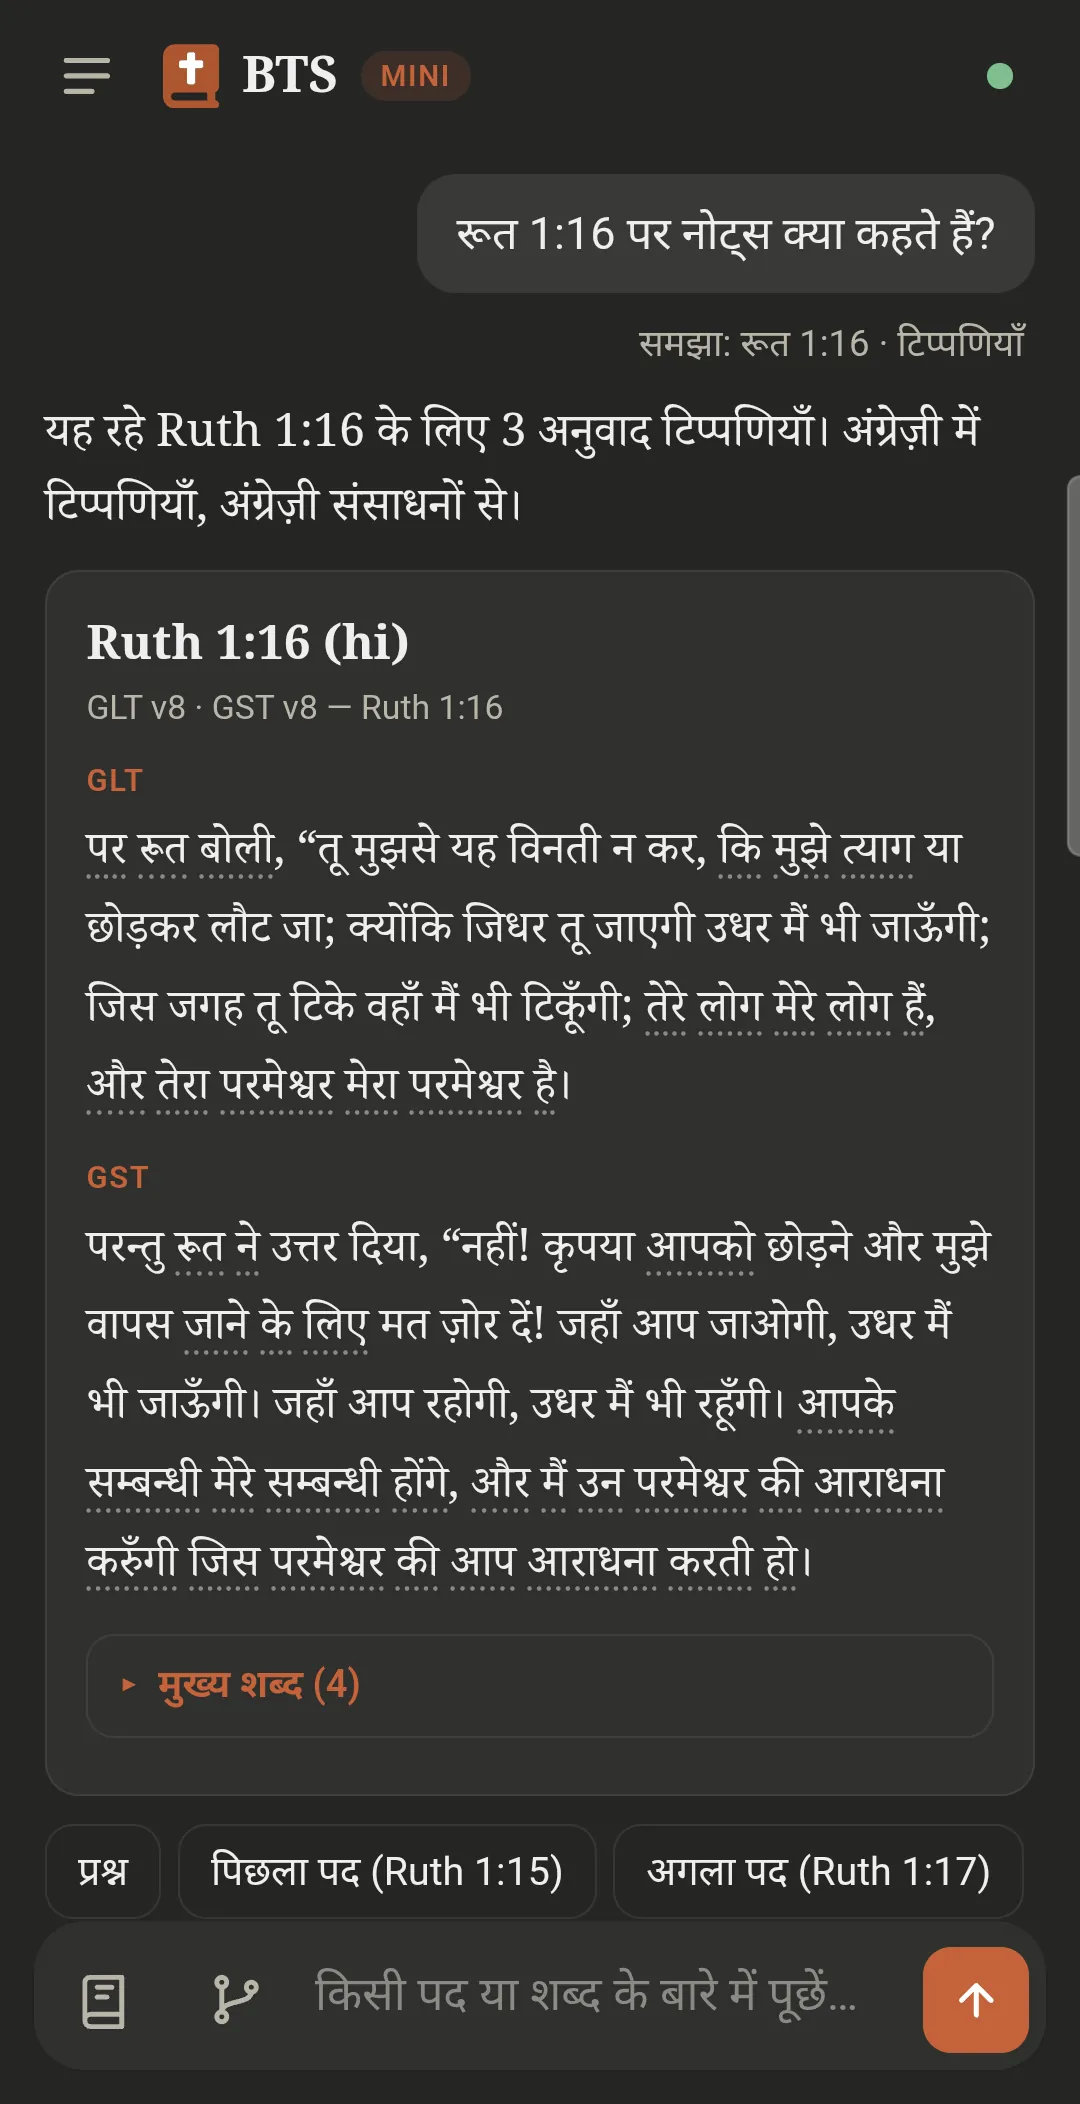 BTS MINI
रूत 1:16 पर नोट्स क्या कहते हैं?
समझा: रूत 1:16 · टिप्पणियाँ
यह रहे Ruth 1:16 के लिए 3 अनुवाद टिप्पणियाँ। अंग्रेज़ी में
टिप्पणियाँ, अंग्रेज़ी संसाधनों से।
Ruth 1:16 (hi)
GLT v8 · GST v8 — Ruth 1:16
GLT
पर रूत बोली, “तू मुझसे यह विनती न कर, कि मुझे त्याग या
छोड़कर लौट जा; क्योंकि जिधर तू जाएगी उधर मैं भी जाऊँगी;
जिस जगह तू टिके वहाँ मैं भी टिकूँगी; तेरे लोग मेरे लोग हैं,
और तेरा परमेश्वर मेरा परमेश्वर है।
GST
परन्तु रूत ने उत्तर दिया, “नहीं! कृपया आपको छोड़ने और मुझे
वापस जाने के लिए मत ज़ोर दें! जहाँ आप जाओगी, उधर मैं
भी जाऊँगी। जहाँ आप रहोगी, उधर मैं भी रहूँगी। आपके
सम्बन्धी मेरे सम्बन्धी होंगे, और मैं उन परमेश्वर की आराधना
करुँगी जिस परमेश्वर की आप आराधना करती हो।
▸ मुख्य शब्द (4)
प्रश्न पिछला पद (Ruth 1:15) अगला पद (Ruth 1:17)
किसी पद या शब्द के बारे में पूछें...